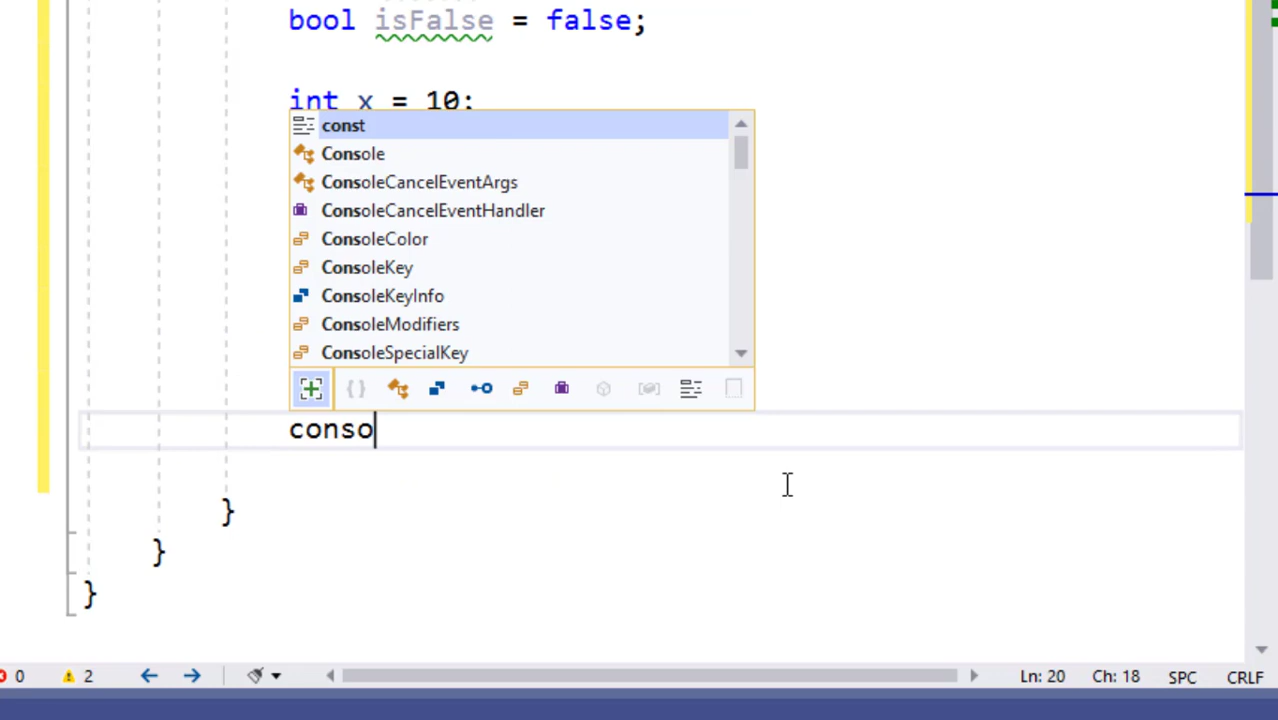 bool isFalse = false;
int x = 10;
const
Console
ConsoleCancelEventArgs
ConsoleCancelEventHandler
ConsoleColor
ConsoleKey
ConsoleKeyInfo
ConsoleModifiers
ConsoleSpecialKey
conso
}
}
}
0 2 Ln: 20 Ch: 18 SPC CRLF